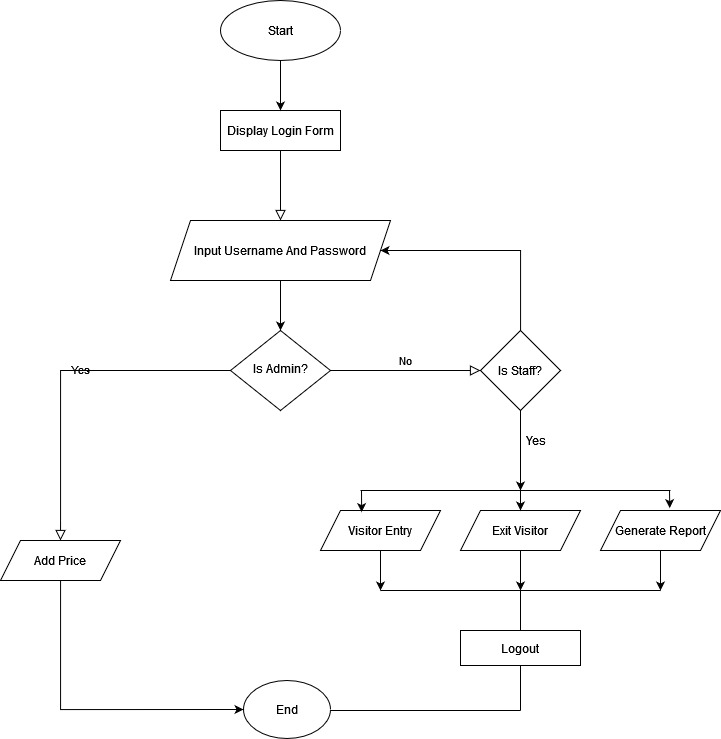 Start
Display Login Form
Input Username And Password
Is Admin?
No
Is Staff?
Yes
Yes
Visitor Entry
Exit Visitor
Generate Report
Add Price
Logout
End